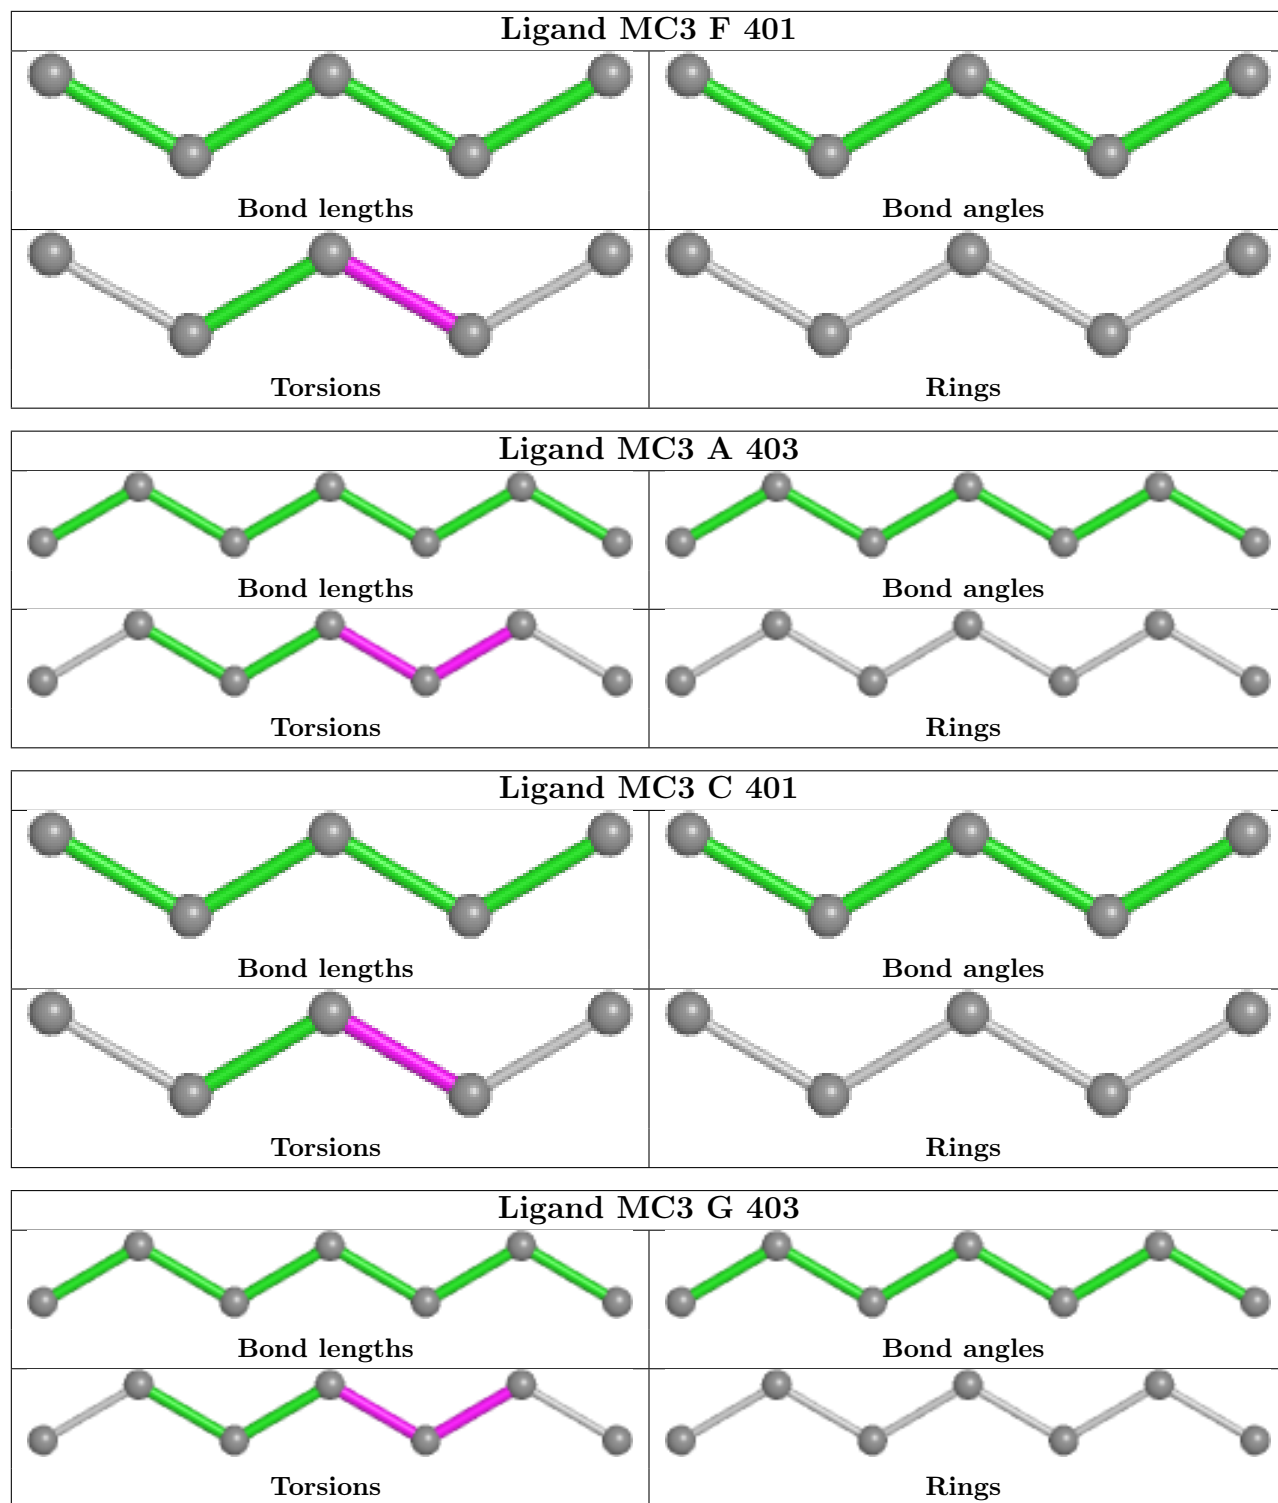 Ligand MC3 F 401
Bond lengths Bond angles
Torsions Rings
Ligand MC3 A 403
Bond lengths Bond angles
Torsions Rings
Ligand MC3 C 401
Bond lengths Bond angles
Torsions Rings
Ligand MC3 G 403
Bond lengths Bond angles
Torsions Rings